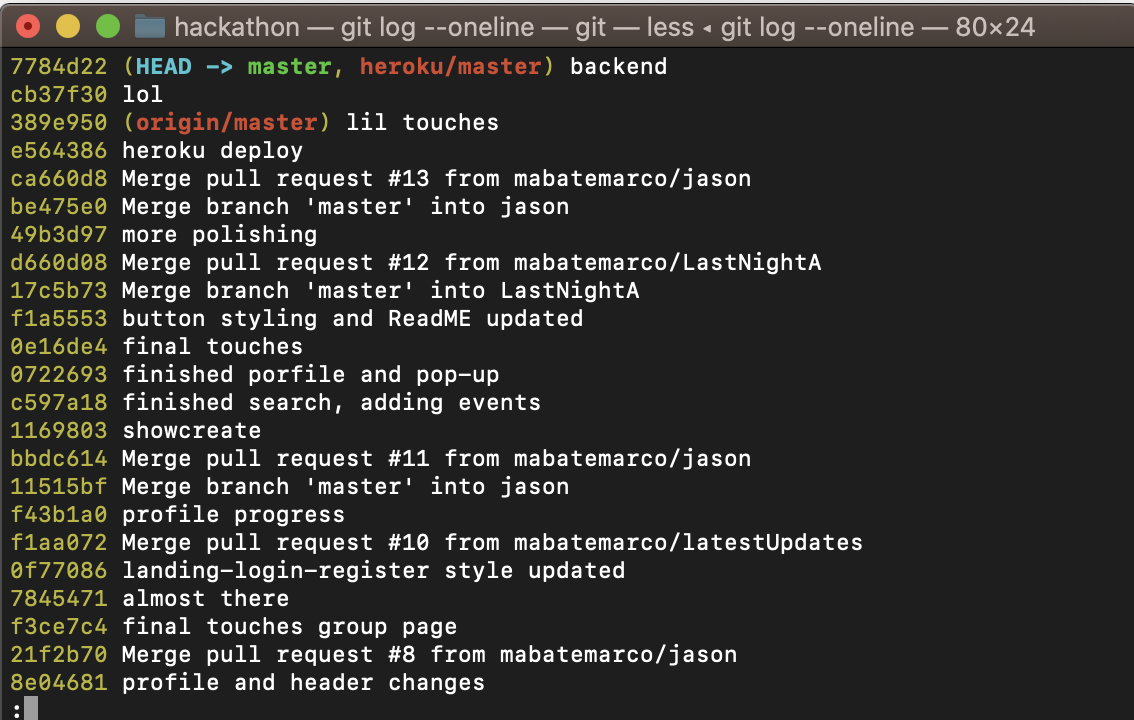 hackathon — git log --oneline — git — less ◂ git log --oneline — 80×24
7784d22 (HEAD -> master, heroku/master) backend
cb37f30 lol
389e950 (origin/master) lil touches
e564386 heroku deploy
ca660d8 Merge pull request #13 from mabatemarco/jason
be475e0 Merge branch 'master' into jason
49b3d97 more polishing
d660d08 Merge pull request #12 from mabatemarco/LastNightA
17c5b73 Merge branch 'master' into LastNightA
f1a5553 button styling and ReadME updated
0e16de4 final touches
0722693 finished porfile and pop-up
c597a18 finished search, adding events
1169803 showcreate
bbdc614 Merge pull request #11 from mabatemarco/jason
11515bf Merge branch 'master' into jason
f43b1a0 profile progress
f1aa072 Merge pull request #10 from mabatemarco/latestUpdates
0f77086 landing-login-register style updated
7845471 almost there
f3ce7c4 final touches group page
21f2b70 Merge pull request #8 from mabatemarco/jason
8e04681 profile and header changes
: